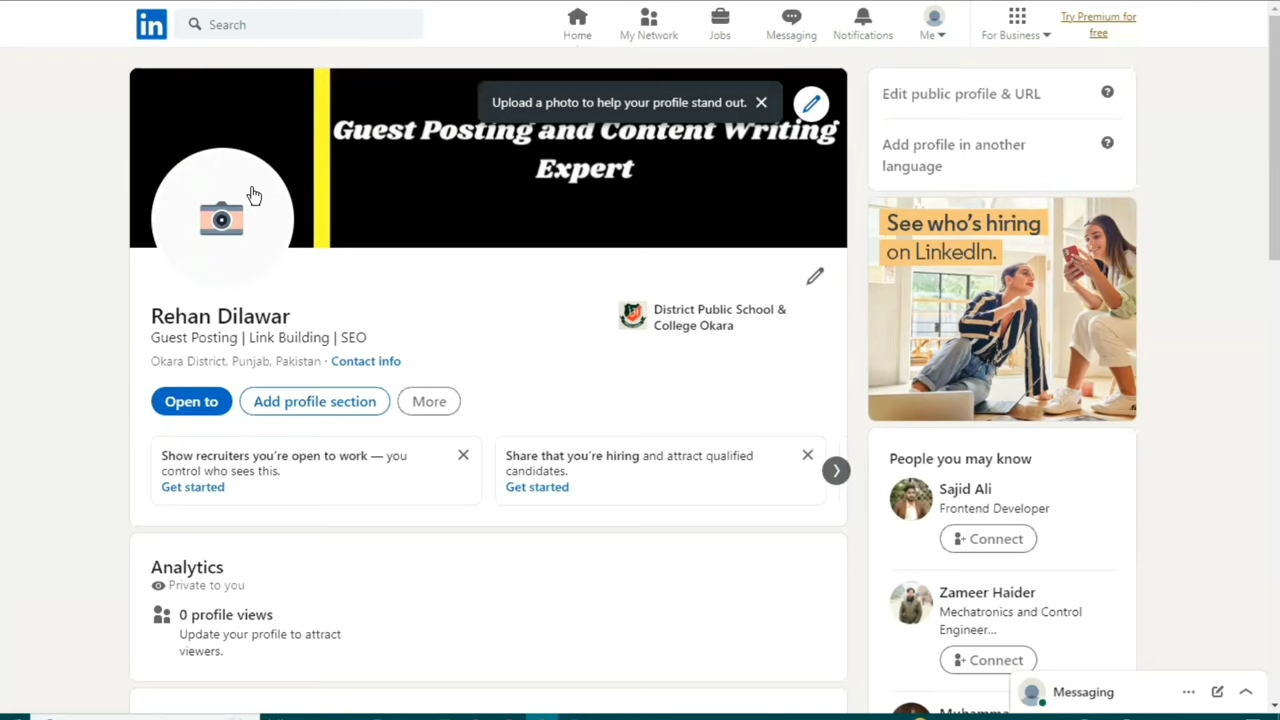 in
Search
Home
My Network
Jobs
Messaging
Notifications
Me
For Business
Try Premium for
free
Upload a photo to help your profile stand out.
Guest Posting and Content Writing
Expert
Rehan Dilawar
Guest Posting | Link Building | SEO
Okara District, Punjab, Pakistan · Contact info
District Public School &
College Okara
Open to
Add profile section
More
Show recruiters you're open to work — you
control who sees this.
Get started
Share that you're hiring and attract qualified
candidates.
Get started
Analytics
Private to you
0 profile views
Update your profile to attract
viewers.
Edit public profile & URL
Add profile in another
language
See who's hiring
on LinkedIn.
People you may know
Sajid Ali
Frontend Developer
Connect
Zameer Haider
Mechatronics and Control
Engineer...
Connect
Messaging